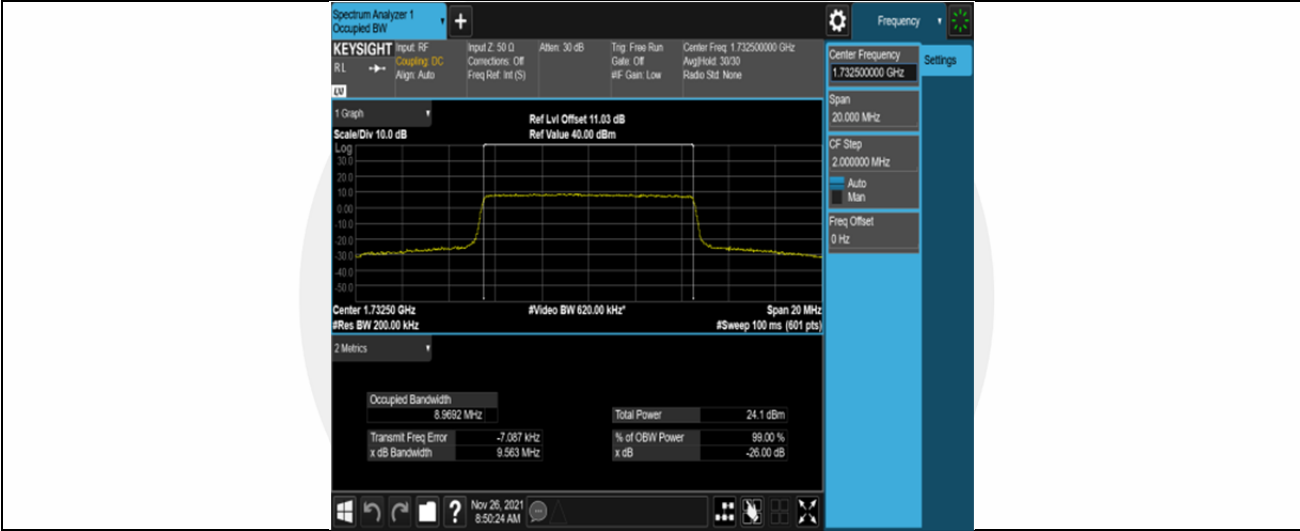 Spectrum Analyzer 1
Occupied BW
+
Frequency
KEYSIGHT
RL
Input: RF
Coupling: DC
Align: Auto
Input Z: 50 Ω
Corrections: Off
Freq Ref: Int (S)
Atten: 30 dB
Trig: Free Run
Gate: Off
#IF Gain: Low
Center Freq: 1.732500000 GHz
Avg|Hold: 30/30
Radio Std: None
Center Frequency
1.732500000 GHz
Settings
Span
20.000 MHz
CF Step
2.000000 MHz
Auto
Man
Freq Offset
0 Hz
1 Graph
Scale/Div 10.0 dB
Ref Lvl Offset 11.03 dB
Ref Value 40.00 dBm
Log
30.0
20.0
10.0
0.00
-10.0
-20.0
-30.0
-40.0
-50.0
Center 1.73250 GHz
#Res BW 200.00 kHz
#Video BW 620.00 kHz*
Span 20 MHz
#Sweep 100 ms (601 pts)
2 Metrics
Occupied Bandwidth
8.9692 MHz
Total Power 24.1 dBm
Transmit Freq Error -7.087 kHz
% of OBW Power 99.00 %
x dB Bandwidth 9.563 MHz
x dB -26.00 dB
?
Nov 26, 2021
8:50:24 AM